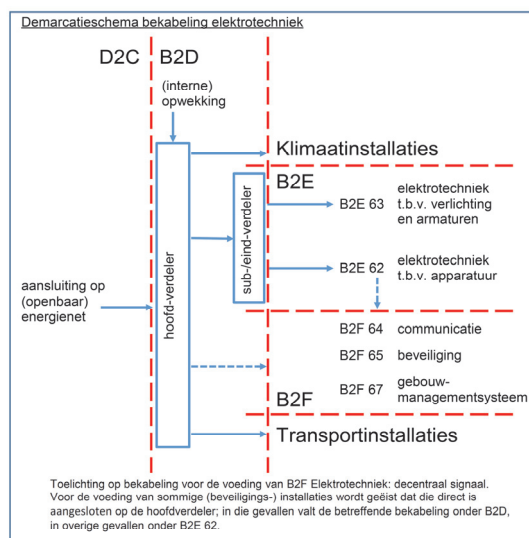 Demarcatieschema bekabeling elektrotechniek
D2C
B2D
(interne)
opwekking
Klimaatinstallaties
B2E
B2E 63
elektrotechniek
t.b.v. verlichting
en armaturen
sub-/eind-verdeler
B2E 62
elektrotechniek
t.b.v. apparatuur
aansluiting op
(openbaar)
energienet
hoofd-verdeler
B2F 64 communicatie
B2F 65 beveiliging
B2F 67 gebouw-
managementsysteem
B2F
Transportinstallaties
Toelichting op bekabeling voor de voeding van B2F Elektrotechniek: decentraal signaal.
Voor de voeding van sommige (beveiligings-) installaties wordt geëist dat die direct is
aangesloten op de hoofdverdeler; in die gevallen valt de betreffende bekabeling onder B2D,
in overige gevallen onder B2E 62.